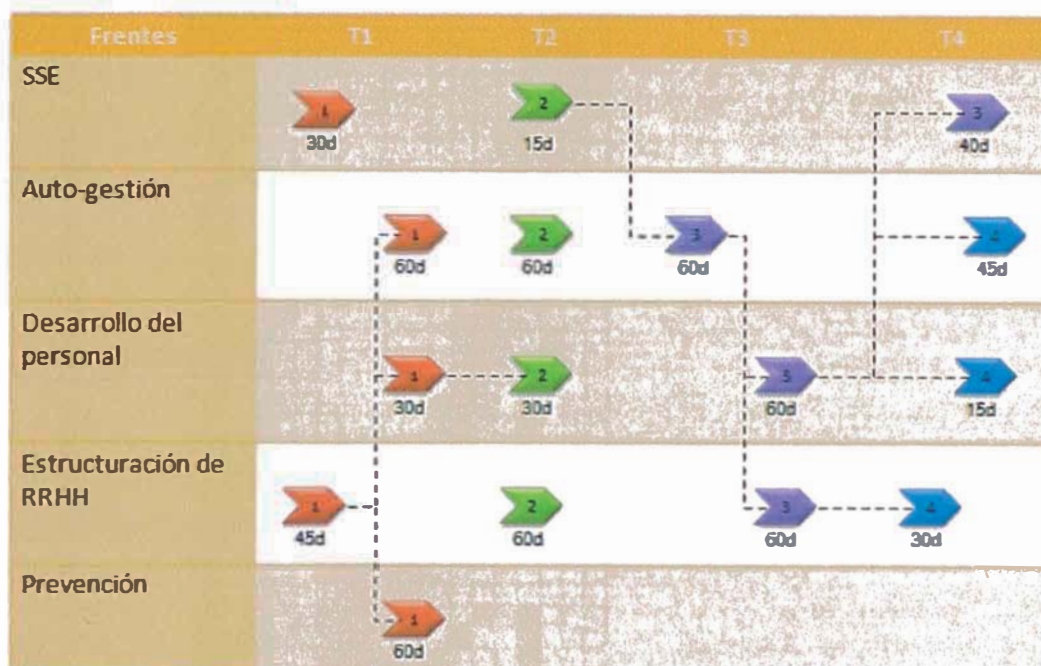 Frentes T1 T2 T3 T4
SSE
1 2 3
30d 15d 40d
Auto-gestión
1 2 3 4
60d 60d 60d 45d
Desarrollo del
personal
1 2 3 4
30d 30d 60d 15d
Estructuración de
RRHH
1 2 3 4
45d 60d 60d 30d
Prevención
1
60d